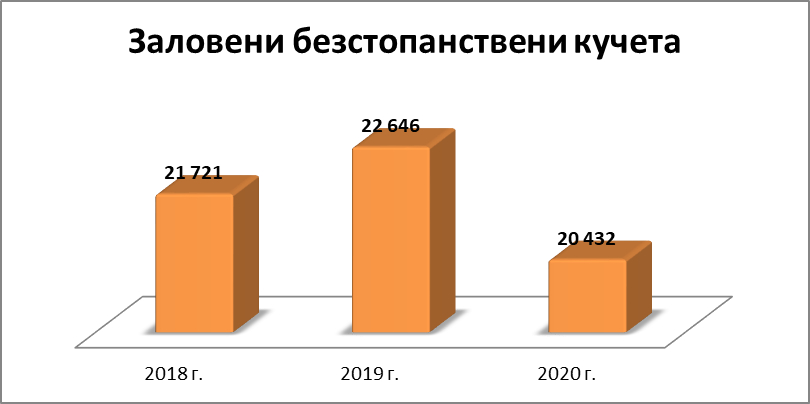 Заловени безстопанствени кучета
21 721
22 646
20 432
2018 г.
2019 г.
2020 г.